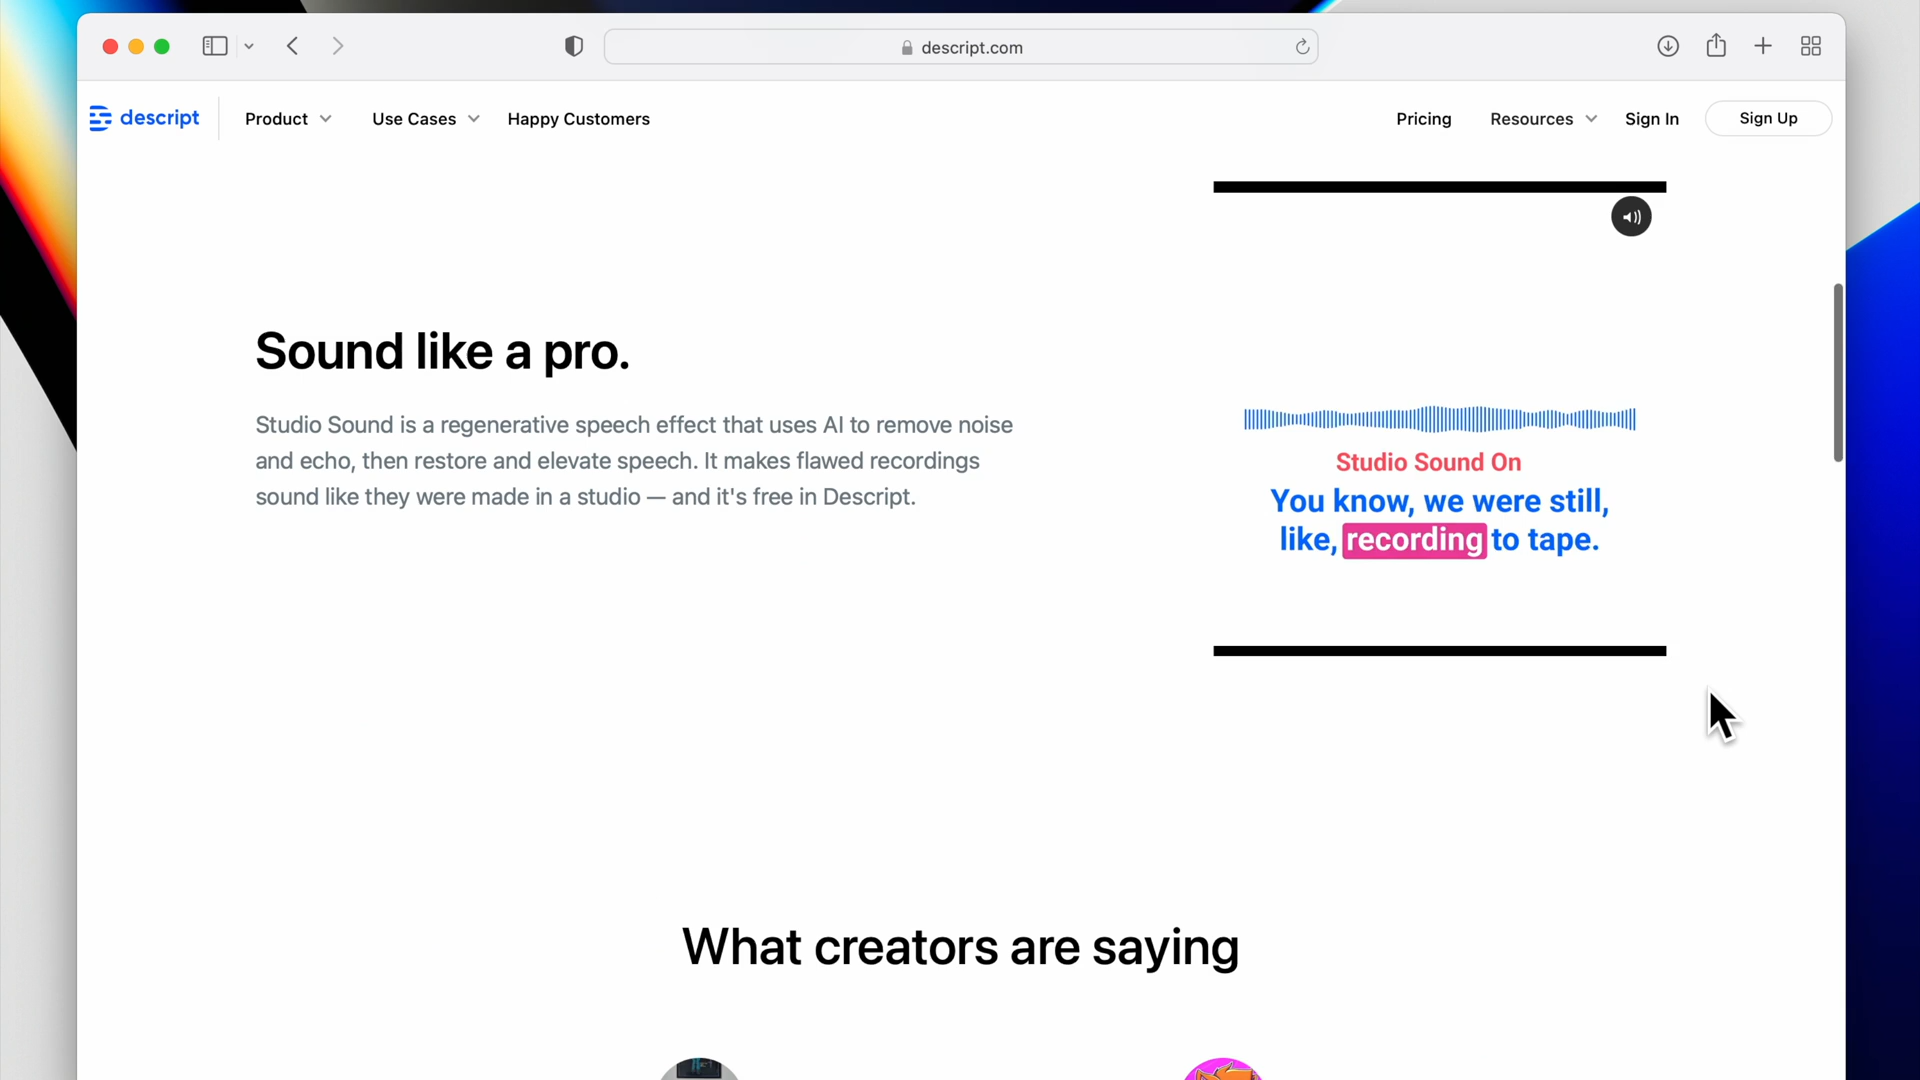 descript.com
descript
Product
Use Cases
Happy Customers
Pricing
Resources
Sign In
Sign Up
Sound like a pro.
Studio Sound is a regenerative speech effect that uses AI to remove noise
and echo, then restore and elevate speech. It makes flawed recordings
sound like they were made in a studio — and it's free in Descript.
Studio Sound On
You know, we were still,
like, recording to tape.
What creators are saying